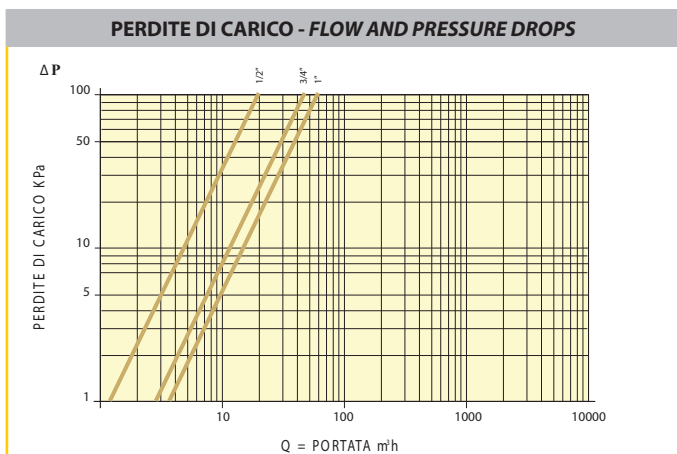 PERDITE DI CARICO - FLOW AND PRESSURE DROPS
Δ P
1/2" 3/4" 1"
100
50
10
5
1
PERDITE DI CARICO KPa
10 100 1000 10000
Q = PORTATA m³h